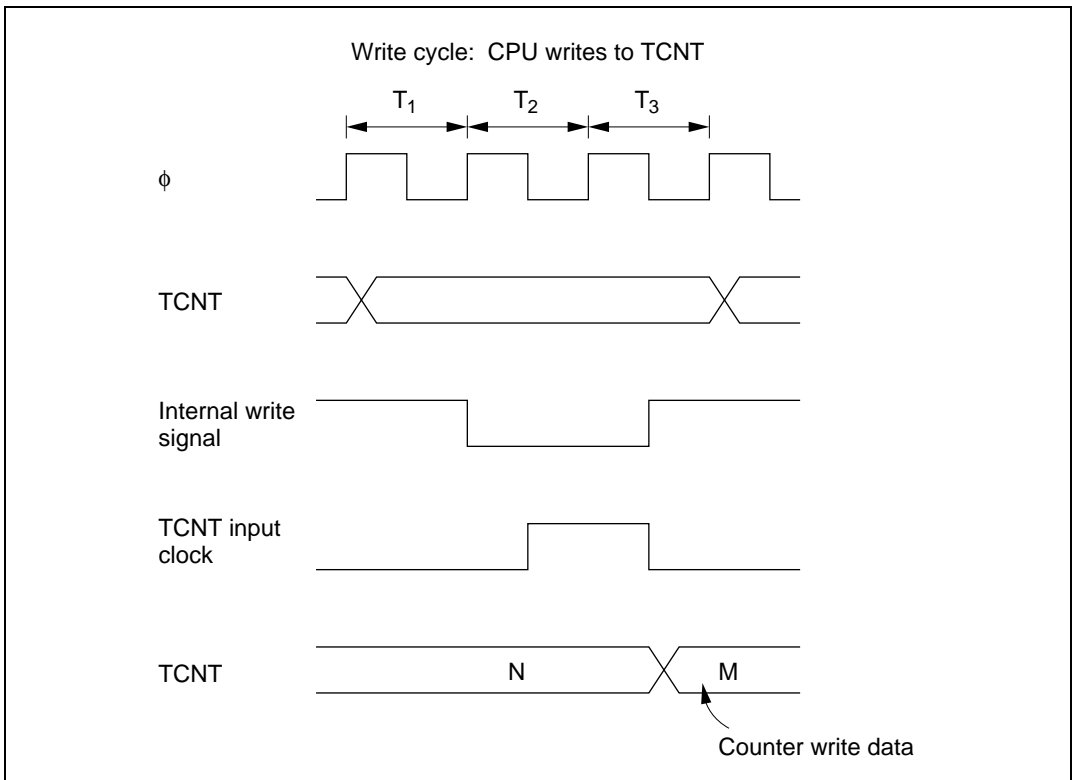 Write cycle: CPU writes to TCNT
T1 T2 T3
ϕ
TCNT
Internal write
signal
TCNT input
clock
TCNT N M
Counter write data